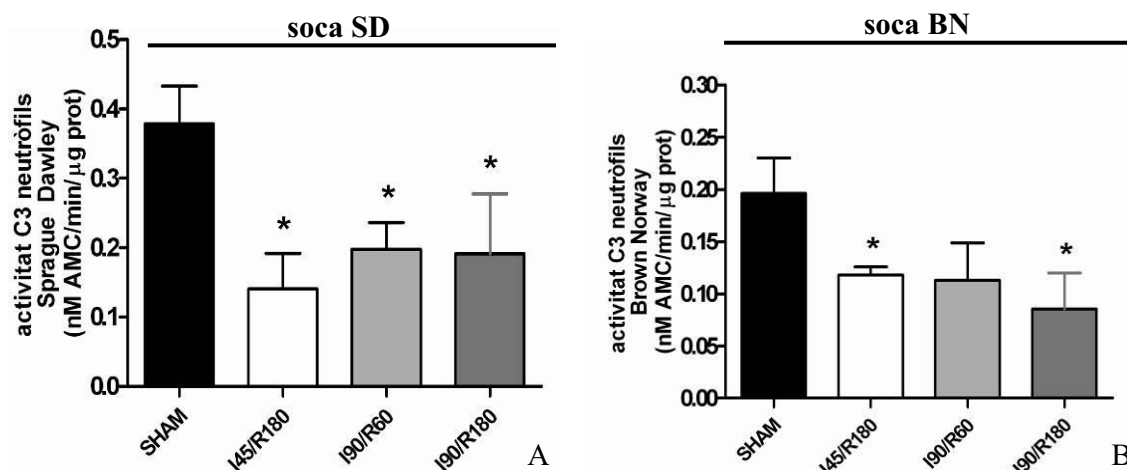 soca SD
activitat C3 neutròfils
Sprague Dawley
(nM AMC/min/µg prot)
0.5
0.4
0.3
0.2
0.1
0.0
*
*
*
SHAM
I45/R180
I90/R60
I90/R180
A
soca BN
activitat C3 neutròfils
Brown Norway
(nM AMC/min/µg prot)
0.30
0.25
0.20
0.15
0.10
0.05
0.00
*
*
SHAM
I45/R180
I90/R60
I90/R180
B